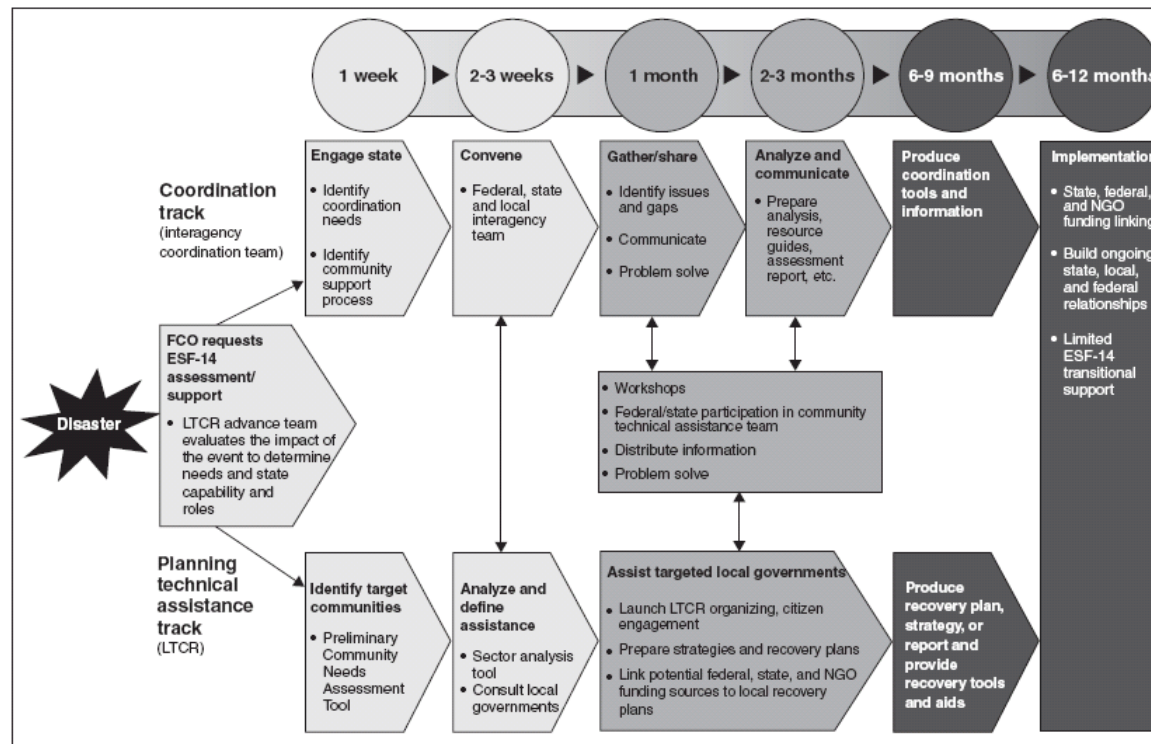 1 week
2-3 weeks
1 month
2-3 months
6-9 months
6-12 months
Coordination
track
(interagency
coordination team)
Engage state
• Identify
coordination
needs
• Identify
community
support
process
Convene
• Federal, state
and local
interagency
team
Gather/share
• Identify issues
and gaps
• Communicate
• Problem solve
Analyze and
communicate
• Prepare
analysis,
resource
guides,
assessment
report, etc.
Produce
coordination
tools and
information
Implementation
• State, federal,
and NGO
funding linking
• Build ongoing
state, local,
and federal
relationships
• Limited
ESF-14
transitional
support
Disaster
FCO requests
ESF-14
assessment/
support
• LTCR advance team
evaluates the impact of
the event to determine
needs and state
capability and
roles
• Workshops
• Federal/state participation in community
technical assistance team
• Distribute information
• Problem solve
Planning
technical
assistance
track
(LTCR)
Identify target
communities
• Preliminary
Community
Needs
Assessment
Tool
Analyze and
define
assistance
• Sector analysis
tool
• Consult local
governments
Assist targeted local governments
• Launch LTCR organizing, citizen
engagement
• Prepare strategies and recovery plans
• Link potential federal, state, and NGO
funding sources to local recovery
plans
Produce
recovery plan,
strategy, or
report and
provide
recovery tools
and aids